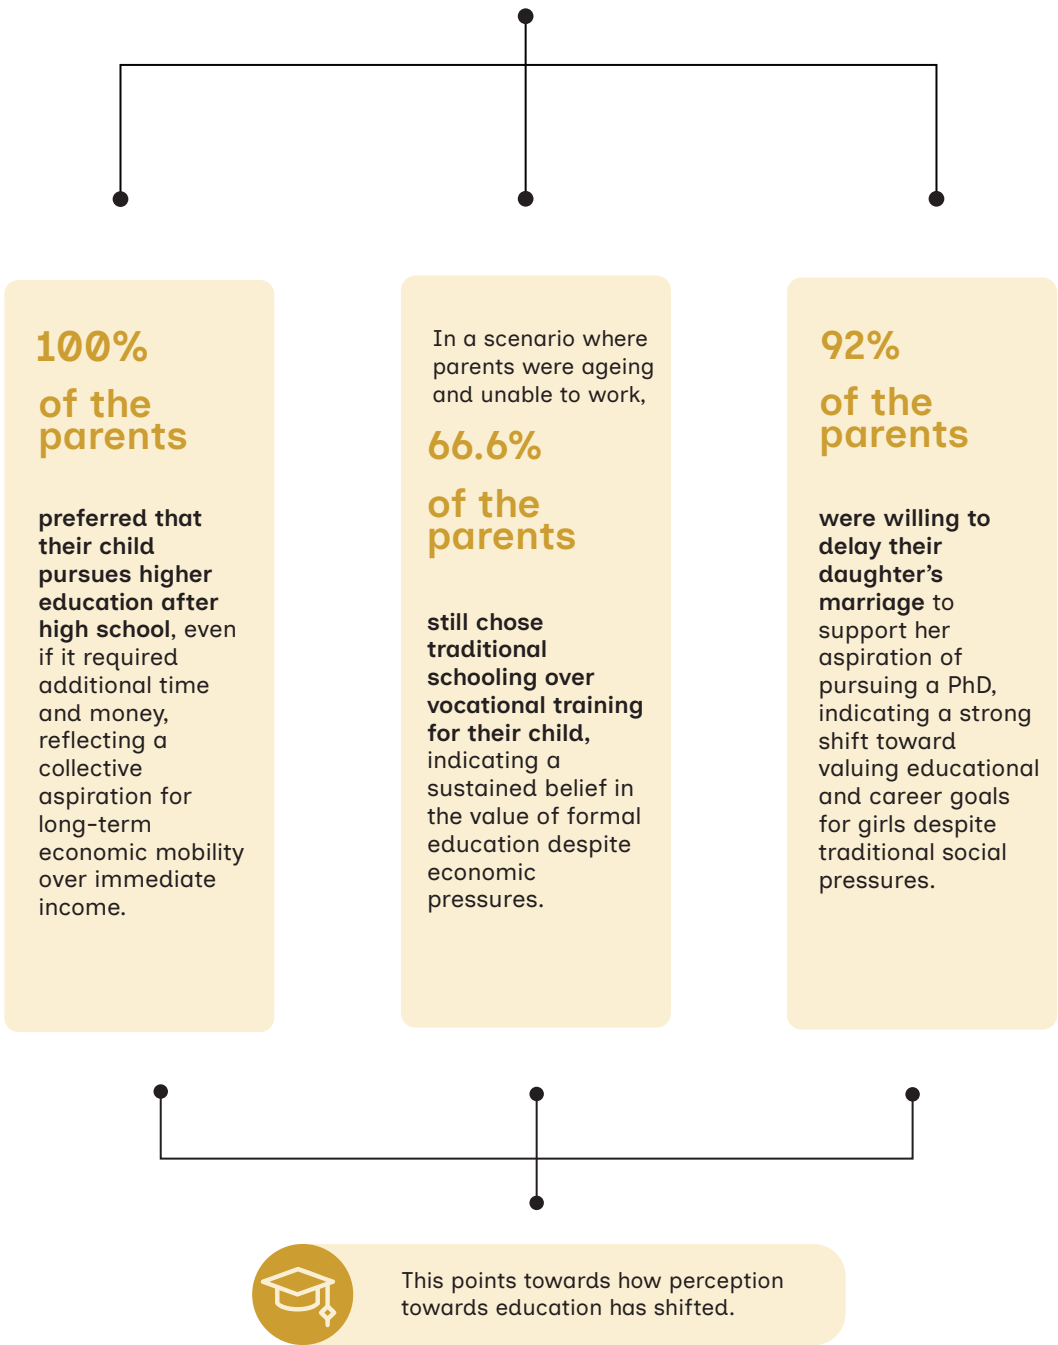 100%
of the
parents
preferred that
their child
pursues higher
education after
high school, even
if it required
additional time
and money,
reflecting a
collective
aspiration for
long-term
economic mobility
over immediate
income.
In a scenario where
parents were ageing
and unable to work,
66.6%
of the
parents
still chose
traditional
schooling over
vocational training
for their child,
indicating a
sustained belief in
the value of formal
education despite
economic
pressures.
92%
of the
parents
were willing to
delay their
daughter’s
marriage to
support her
aspiration of
pursuing a PhD,
indicating a strong
shift toward
valuing educational
and career goals
for girls despite
traditional social
pressures.
This points towards how perception
towards education has shifted.